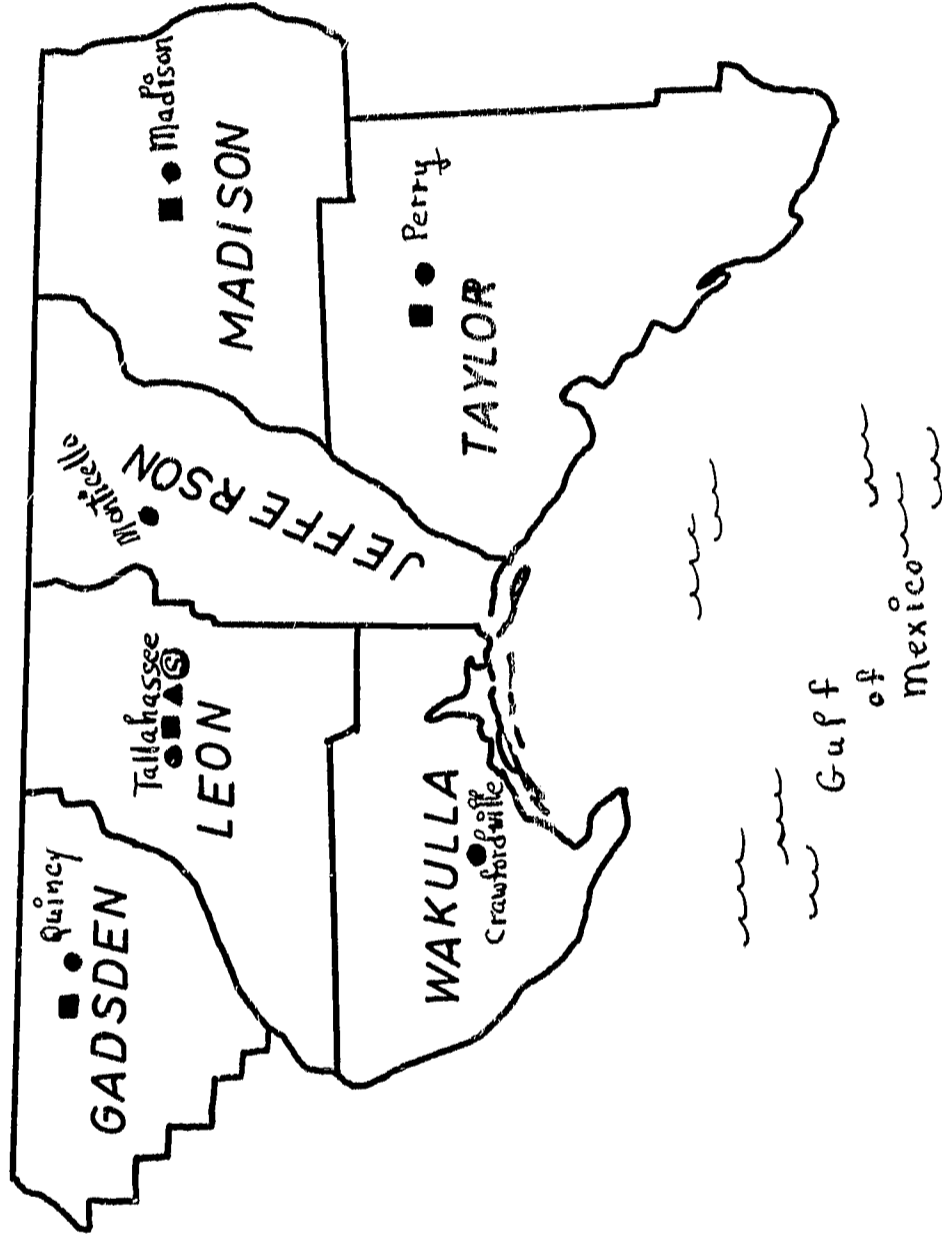 Quincy
GADSDEN
Tallahassee
S
LEON
Monticello
JEFFERSON
Madison
MADISON
Perry
TAYLOR
WAKULLA
Crawfordville
Gulf
of
Mexico